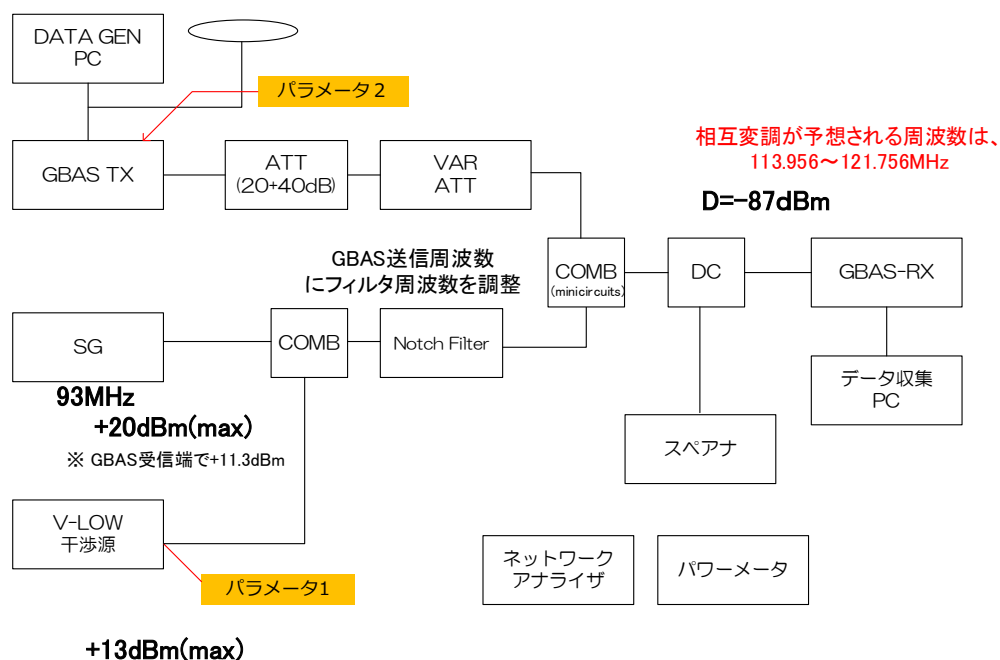 DATA GEN
PC
パラメータ２
GBAS TX
ATT
(20+40dB)
VAR
ATT
相互変調が予想される周波数は、
113.956～121.756MHz
D=-87dBm
GBAS送信周波数
にフィルタ周波数を調整
COMB
(minicircuits)
DC
GBAS-RX
SG
COMB
Notch Filter
データ収集
PC
93MHz
+20dBm(max)
※ GBAS受信端で+11.3dBm
スペアナ
V-LOW
干渉源
パラメータ1
ネットワーク
アナライザ
パワーメータ
+13dBm(max)